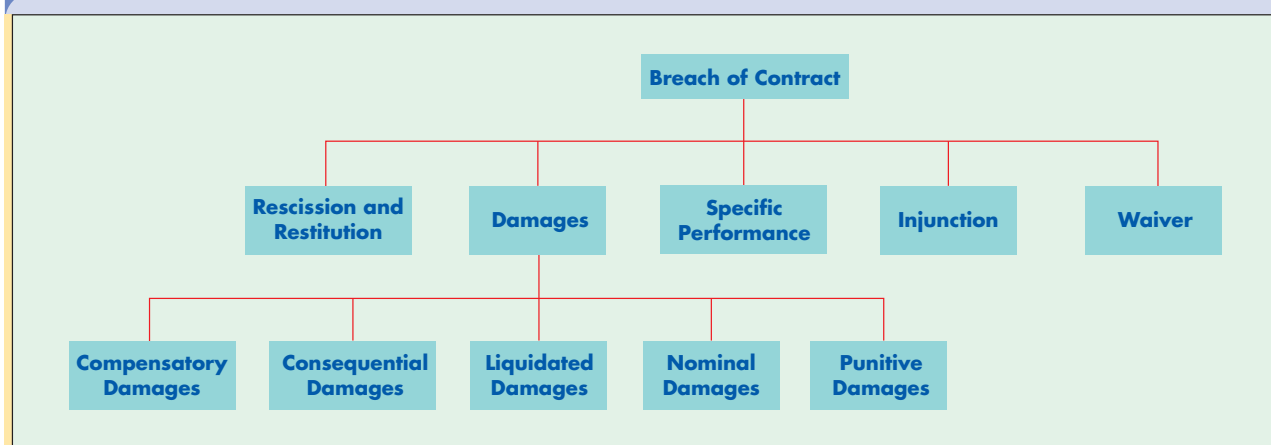 Breach of Contract
Rescission and
Restitution
Damages
Specific
Performance
Injunction
Waiver
Compensatory
Damages
Consequential
Damages
Liquidated
Damages
Nominal
Damages
Punitive
Damages